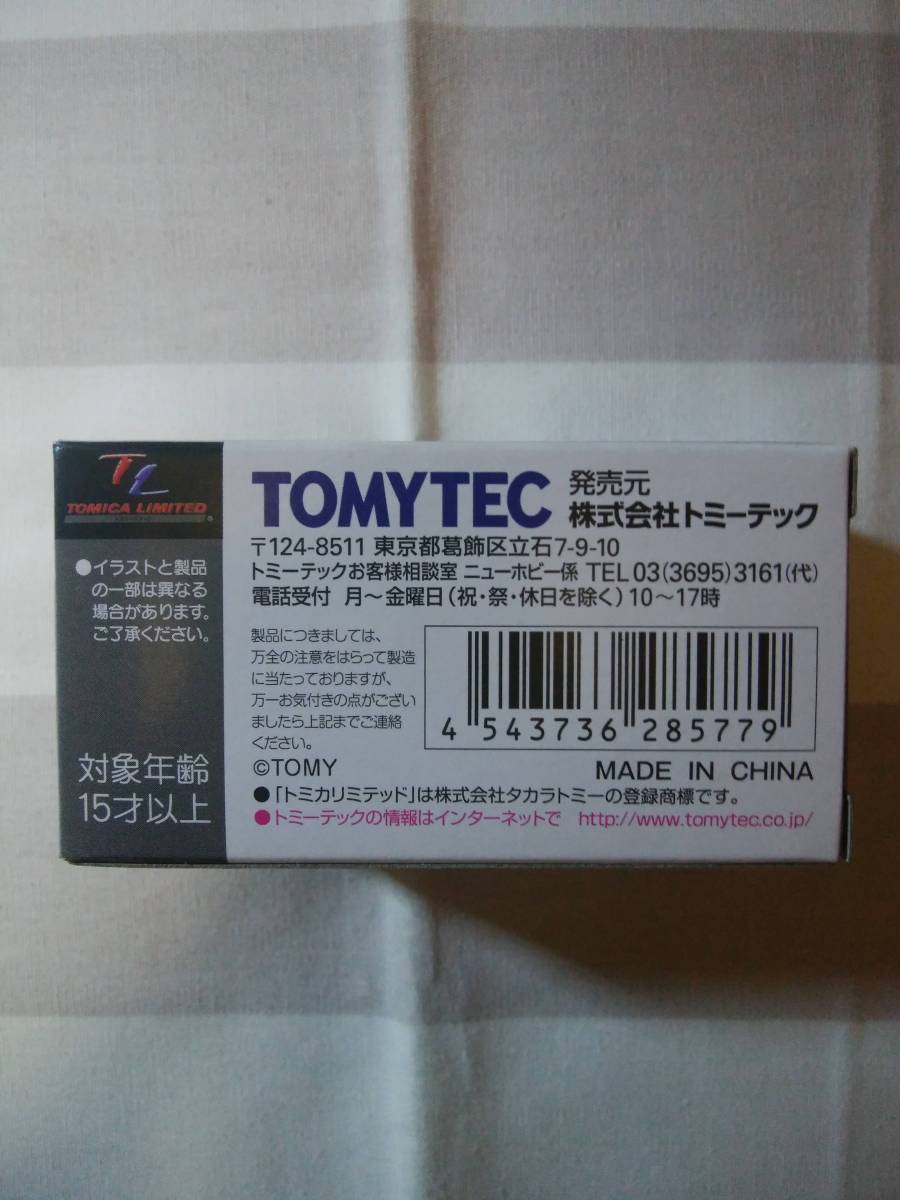 TL
TOMICA LIMITED
●イラストと製品
の一部は異なる
場合があります。
ご了承ください。
対象年齢
15才以上
TOMYTEC 発売元
株式会社トミーテック
〒124-8511 東京都葛飾区立石7-9-10
トミーテックお客様相談室 ニューホビー係 TEL 03(3695)3161(代)
電話受付 月〜金曜日(祝・祭・休日を除く)10〜17時
製品につきましては、
万全の注意をはらって製造
に当たっておりますが、
万一お気付きの点がござい
ましたら上記までご連絡
ください。
4 543736 285779
©TOMY MADE IN CHINA
●「トミカリミテッド」は株式会社タカラトミーの登録商標です。
●トミーテックの情報はインターネットで http://www.tomytec.co.jp/